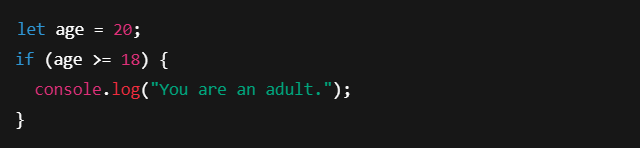 let age = 20;
if (age >= 18) {
  console.log("You are an adult.");
}